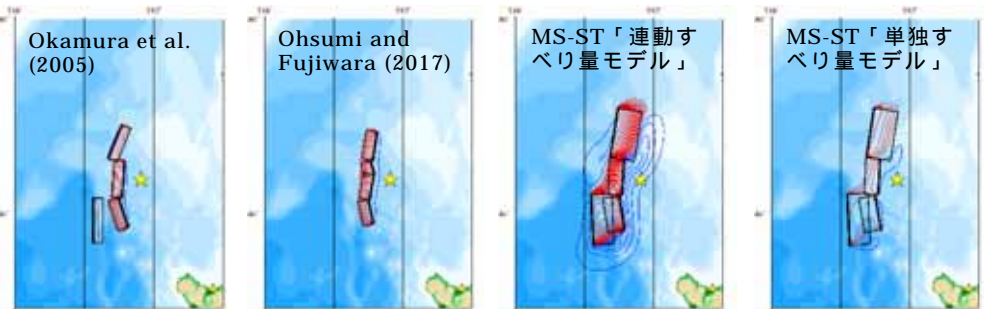 Okamura et al.
(2005)
Ohsumi and
Fujiwara (2017)
MS-ST「連動す
べり量モデル」
MS-ST「単独す
べり量モデル」